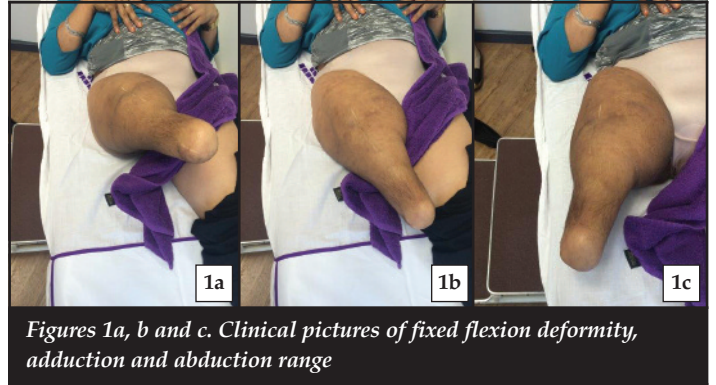 1a
1b
1c
Figures 1a, b and c. Clinical pictures of fixed flexion deformity,
adduction and abduction range